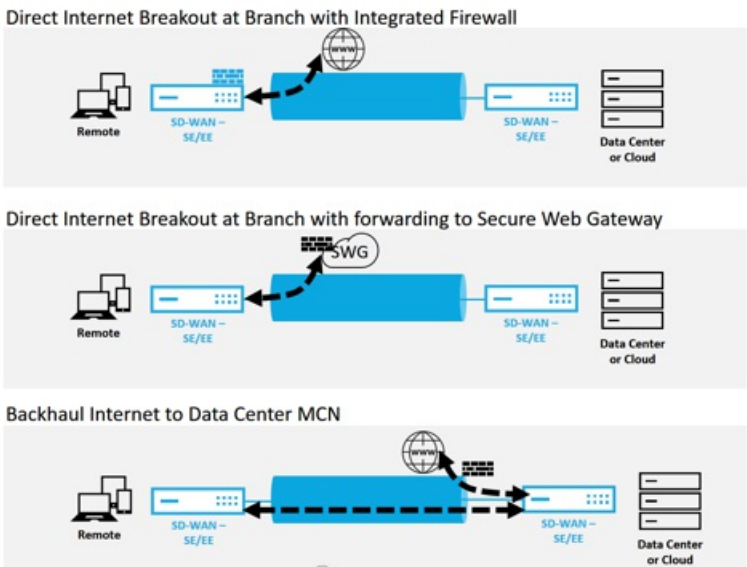 Direct Internet Breakout at Branch with Integrated Firewall
www
Remote
SD-WAN –
SE/EE
SD-WAN –
SE/EE
Data Center
or Cloud
Direct Internet Breakout at Branch with forwarding to Secure Web Gateway
SWG
Remote
SD-WAN –
SE/EE
SD-WAN –
SE/EE
Data Center
or Cloud
Backhaul Internet to Data Center MCN
www
Remote
SD-WAN –
SE/EE
SD-WAN –
SE/EE
Data Center
or Cloud